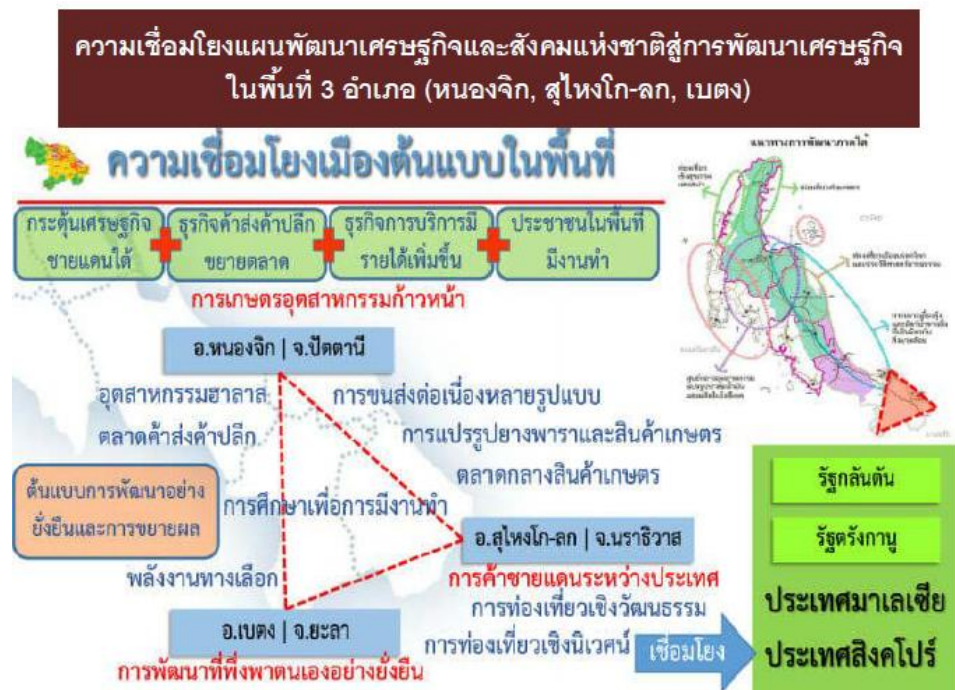 ความเชื่อมโยงแผนพัฒนาเศรษฐกิจและสังคมแห่งชาติสู่การพัฒนาเศรษฐกิจ
ในพื้นที่ 3 อำเภอ (หนองจิก, สุไหงโก-ลก, เบตง)
ความเชื่อมโยงเมืองต้นแบบในพื้นที่
แนวทางการพัฒนาภาคใต้
กระตุ้นเศรษฐกิจ
ชายแดนใต้
ธุรกิจค้าส่งค้าปลีก
ขยายตลาด
ธุรกิจการบริการมี
รายได้เพิ่มขึ้น
ประชาชนในพื้นที่
มีงานทำ
การเกษตรอุตสาหกรรมก้าวหน้า
อ.หนองจิก | จ.ปัตตานี
อุตสาหกรรมฮาลาล
ตลาดค้าส่งค้าปลีก
การขนส่งต่อเนื่องหลายรูปแบบ
การแปรรูปยางพาราและสินค้าเกษตร
ตลาดกลางสินค้าเกษตร
ต้นแบบการพัฒนาอย่าง
ยั่งยืนและการขยายผล
การศึกษาเพื่อการมีงานทำ
อ.สุไหงโก-ลก | จ.นราธิวาส
การค้าชายแดนระหว่างประเทศ
พลังงานทางเลือก
การท่องเที่ยวเชิงวัฒนธรรม
การท่องเที่ยวเชิงนิเวศน์
อ.เบตง | จ.ยะลา
การพัฒนาที่พึ่งพาตนเองอย่างยั่งยืน
เชื่อมโยง
รัฐกลันตัน
รัฐตรังกานู
ประเทศมาเลเซีย
ประเทศสิงคโปร์